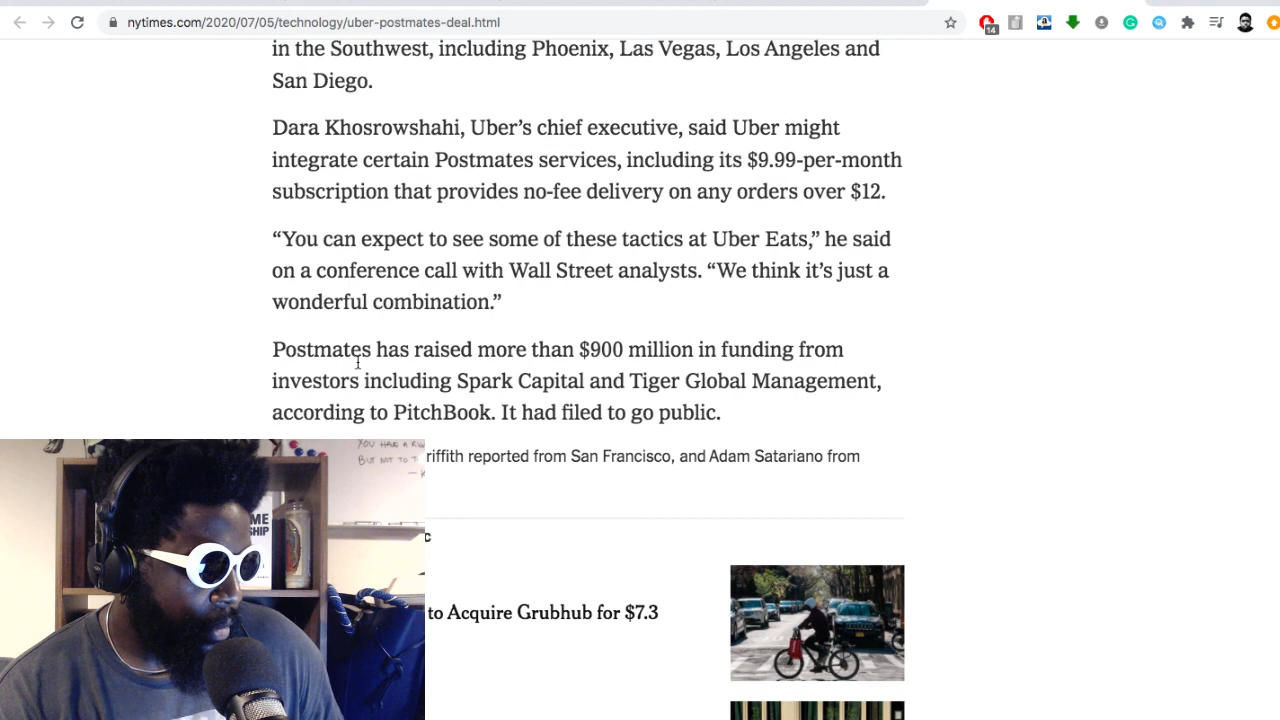 nytimes.com/2020/07/05/technology/uber-postmates-deal.html
14
in the Southwest, including Phoenix, Las Vegas, Los Angeles and
San Diego.
Dara Khosrowshahi, Uber’s chief executive, said Uber might
integrate certain Postmates services, including its $9.99-per-month
subscription that provides no-fee delivery on any orders over $12.
“You can expect to see some of these tactics at Uber Eats,” he said
on a conference call with Wall Street analysts. “We think it’s just a
wonderful combination.”
Postmates has raised more than $900 million in funding from
investors including Spark Capital and Tiger Global Management,
according to PitchBook. It had filed to go public.
riffith reported from San Francisco, and Adam Satariano from
YOU HAVE A
BUT NOT TO
c
to Acquire Grubhub for $7.3